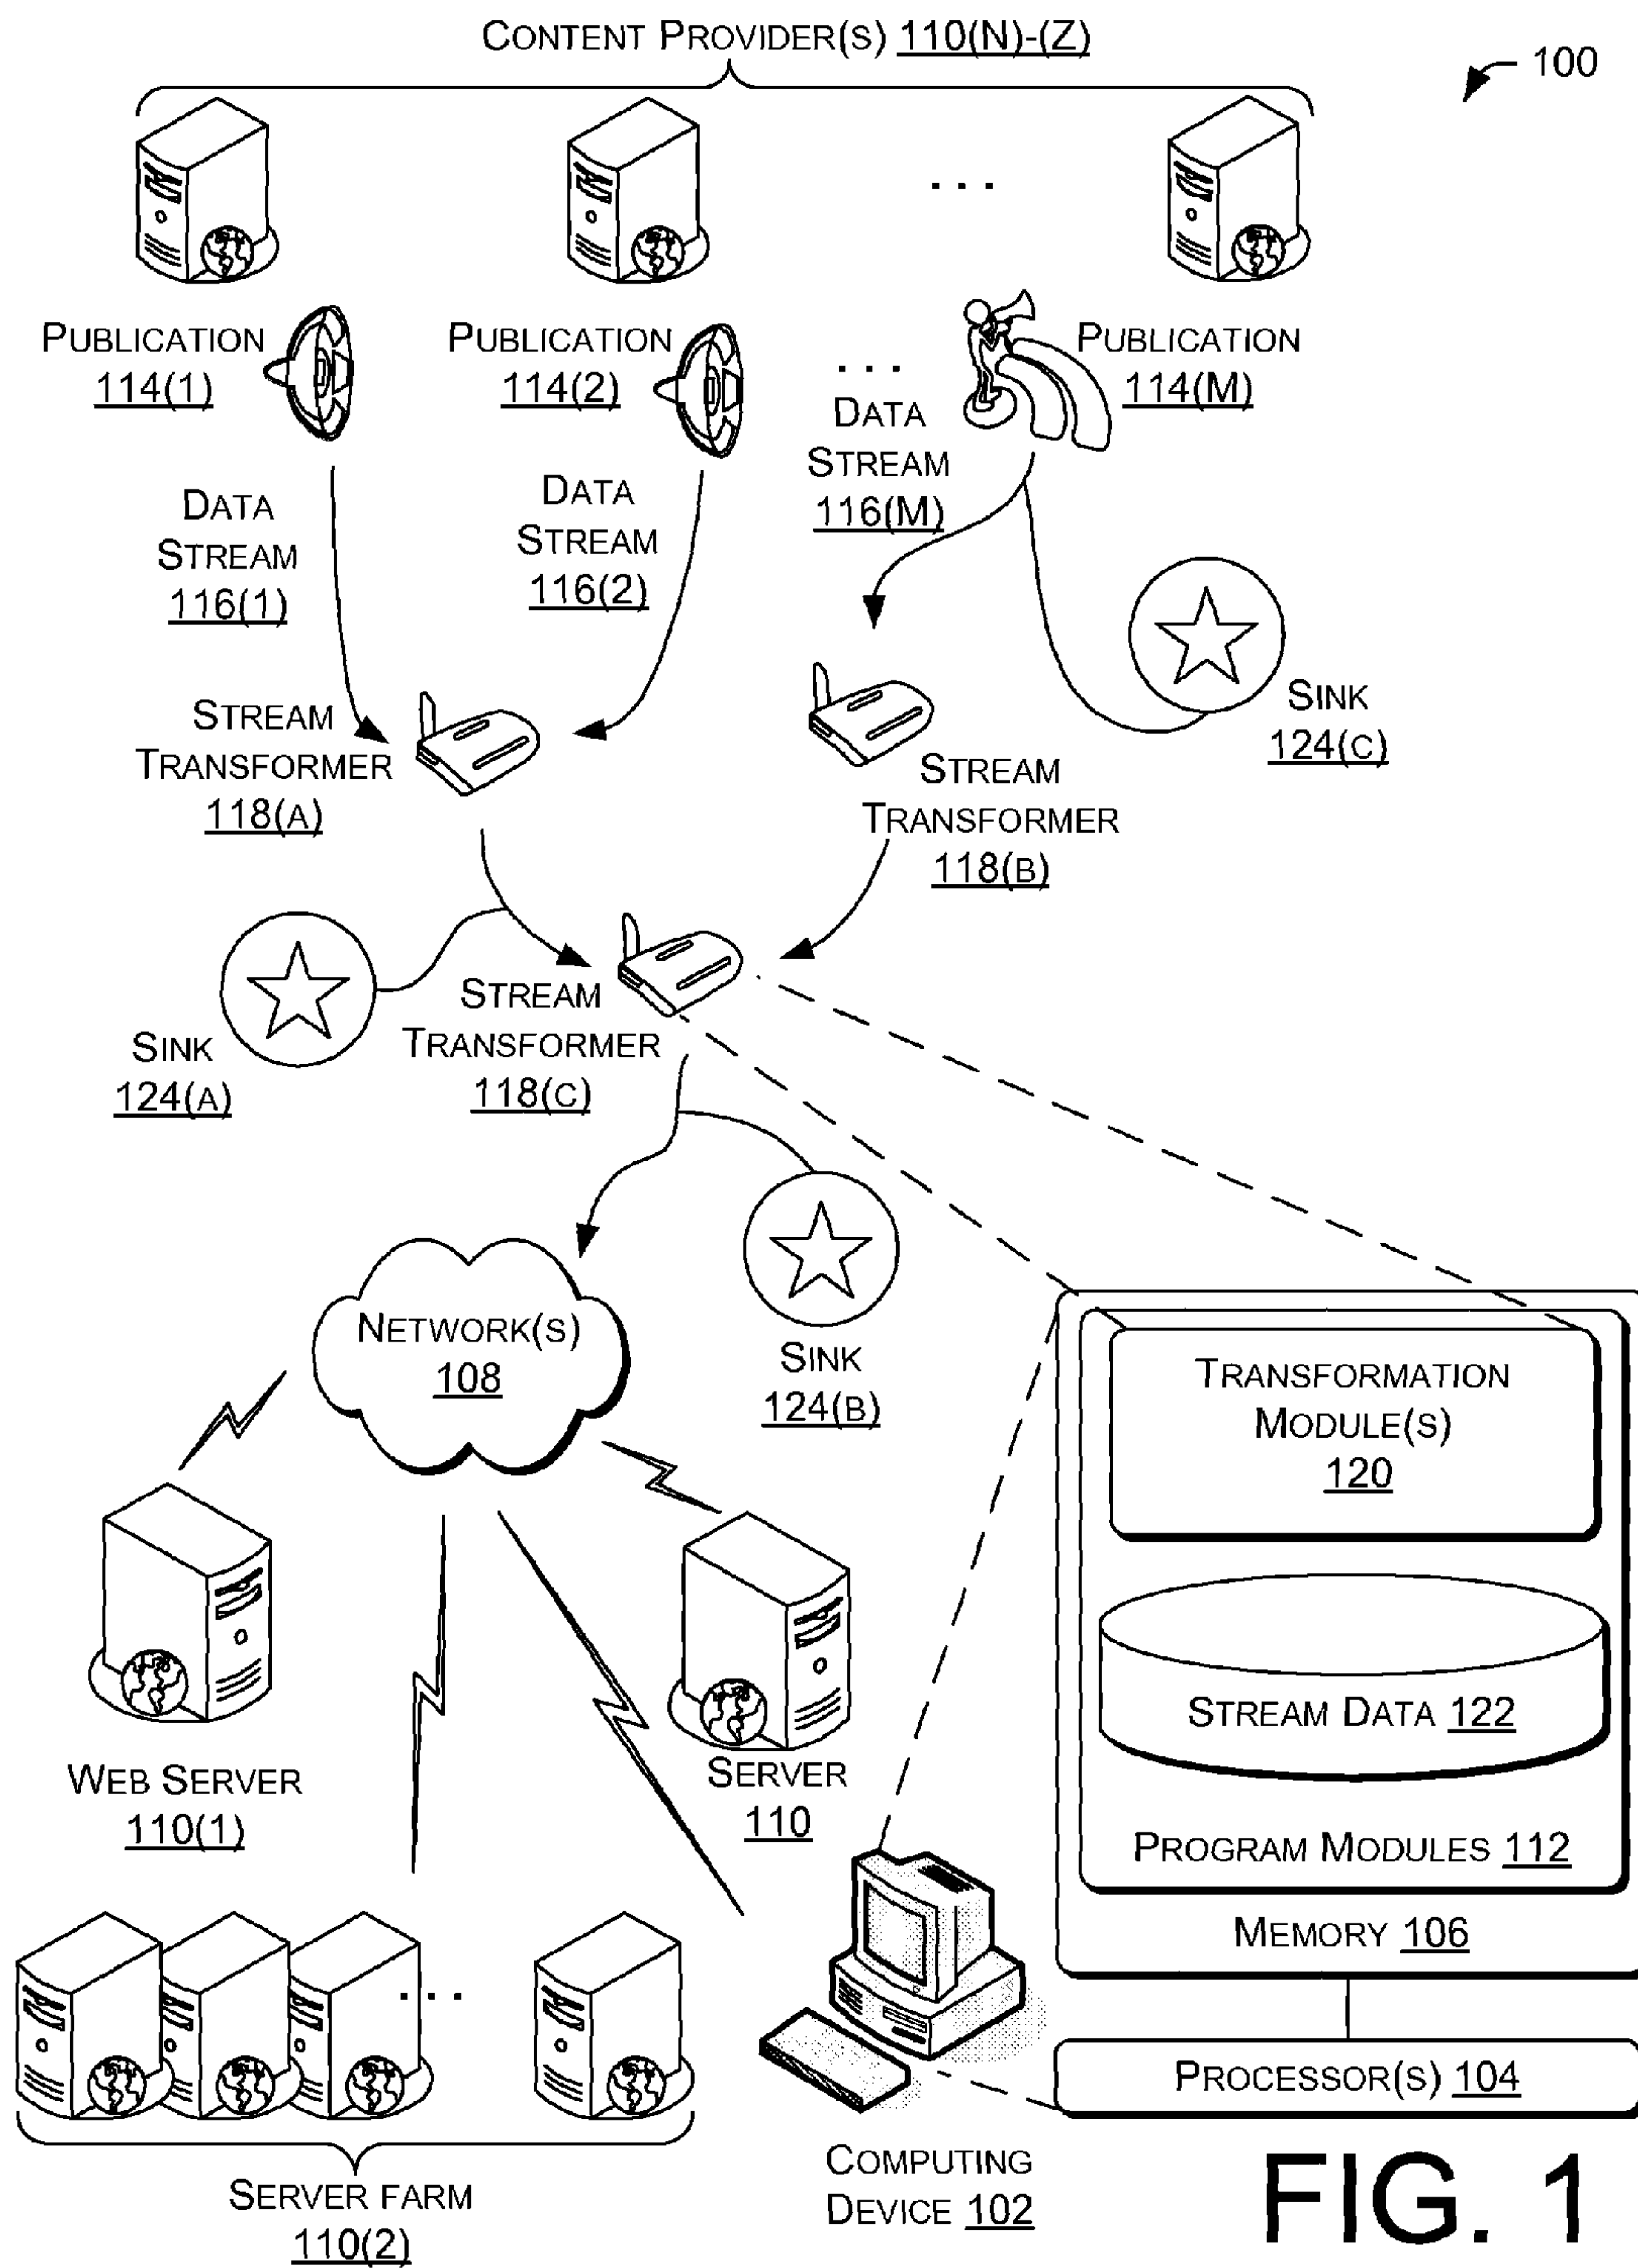 CONTENT PROVIDER(S) 110(N)-(Z)
100
PUBLICATION
114(1)
PUBLICATION
114(2)
...
PUBLICATION
114(M)
DATA
STREAM
116(1)
DATA
STREAM
116(2)
DATA
STREAM
116(M)
STREAM
TRANSFORMER
118(A)
STREAM
TRANSFORMER
118(B)
SINK
124(C)
SINK
124(A)
STREAM
TRANSFORMER
118(C)
NETWORK(S)
108
SINK
124(B)
TRANSFORMATION
MODULE(S)
120
STREAM DATA 122
PROGRAM MODULES 112
MEMORY 106
PROCESSOR(S) 104
WEB SERVER
110(1)
SERVER
110
SERVER FARM
110(2)
COMPUTING
DEVICE 102
FIG. 1